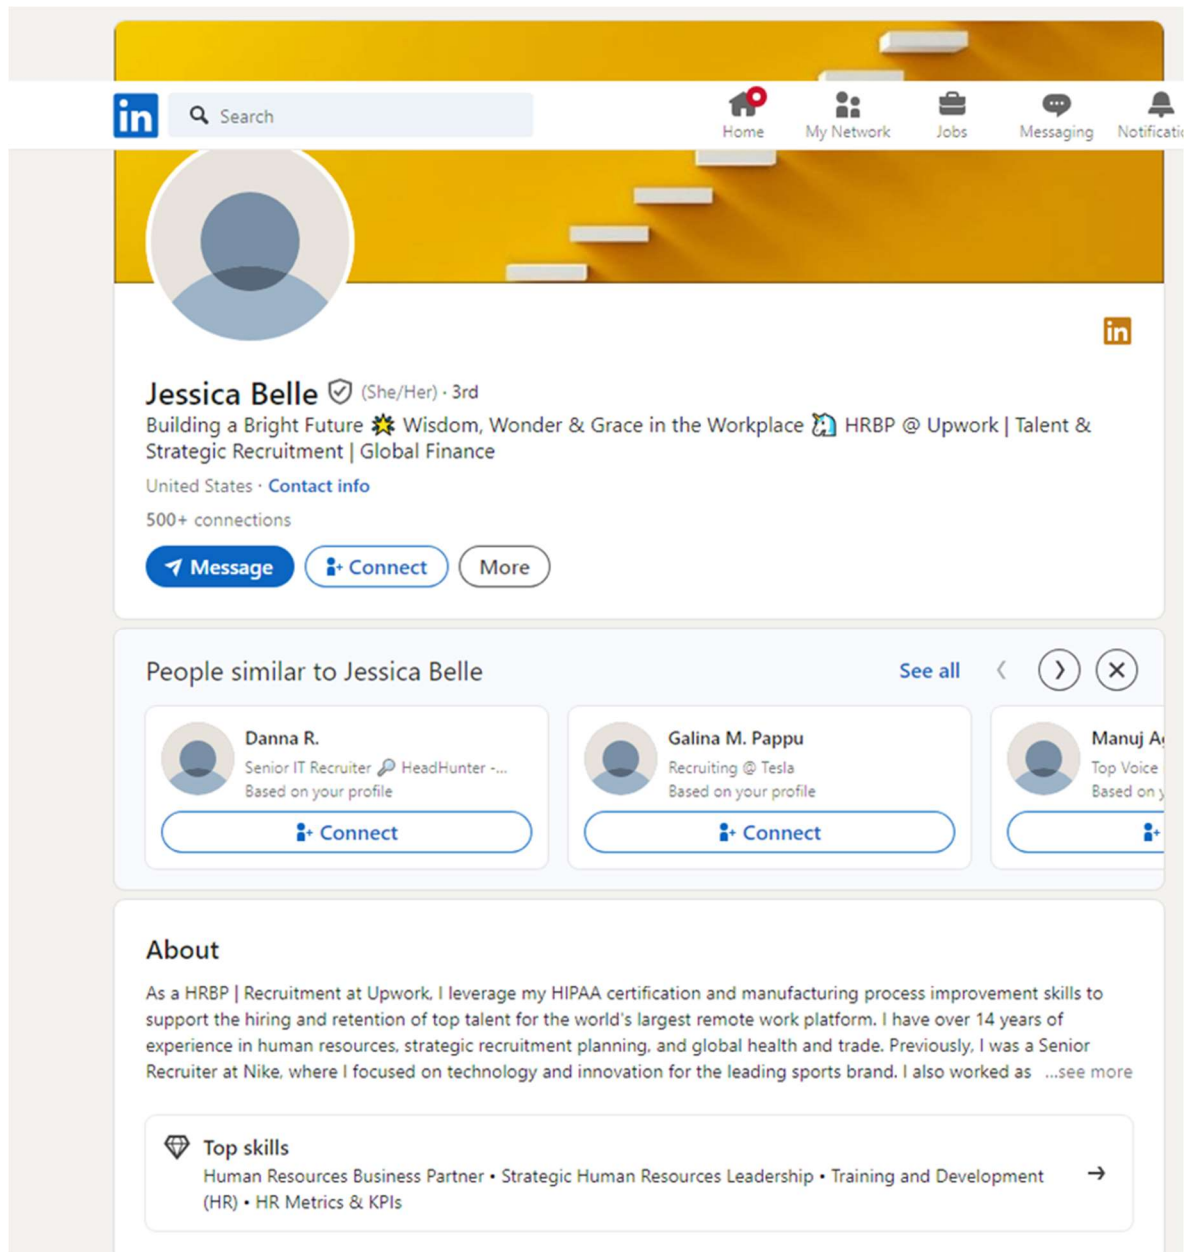 in Search
Home My Network Jobs Messaging
in
Jessica Belle (She/Her) · 3rd
Building a Bright Future 🌟 Wisdom, Wonder & Grace in the Workplace 🦄 HRBP @ Upwork | Talent &
Strategic Recruitment | Global Finance
United States · Contact info
500+ connections
Message Connect More
People similar to Jessica Belle See all
Danna R.
Senior IT Recruiter 🔎 HeadHunter -...
Based on your profile
Connect
Galina M. Pappu
Recruiting @ Tesla
Based on your profile
Connect
Manuj
Top Voice
Based on
About
As a HRBP | Recruitment at Upwork, I leverage my HIPAA certification and manufacturing process improvement skills to
support the hiring and retention of top talent for the world's largest remote work platform. I have over 14 years of
experience in human resources, strategic recruitment planning, and global health and trade. Previously, I was a Senior
Recruiter at Nike, where I focused on technology and innovation for the leading sports brand. I also worked as ...see more
Top skills
Human Resources Business Partner • Strategic Human Resources Leadership • Training and Development
(HR) • HR Metrics & KPIs